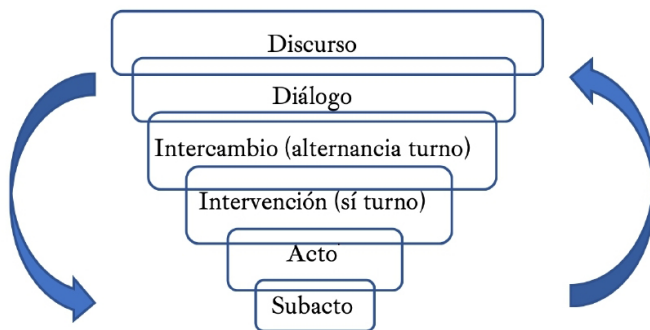 Discurso
Diálogo
Intercambio (alternancia turno)
Intervención (sí turno)
Acto
Subacto